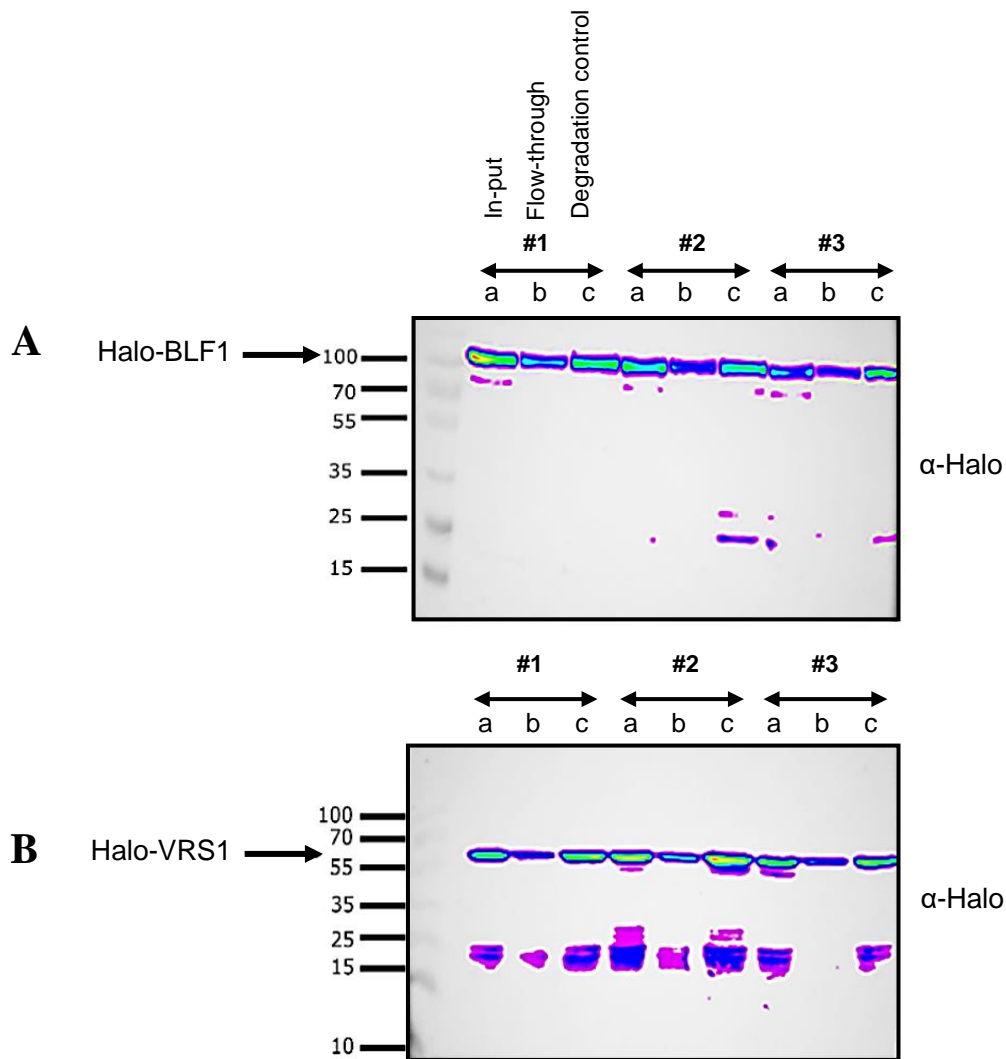 In-put
Flow-through
Degradation control
#1 #2 #3
a b c a b c a b c
A
Halo-BLF1
100
70
55
35
25
15
α-Halo
#1 #2 #3
a b c a b c a b c
B
Halo-VRS1
100
70
55
35
25
15
10
α-Halo